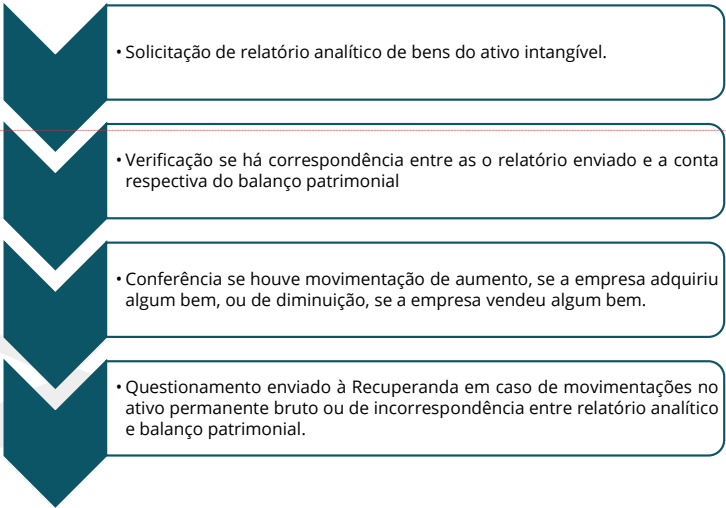 • Solicitação de relatório analítico de bens do ativo intangível.
• Verificação se há correspondência entre as o relatório enviado e a conta
respectiva do balanço patrimonial
• Conferência se houve movimentação de aumento, se a empresa adquiriu
algum bem, ou de diminuição, se a empresa vendeu algum bem.
• Questionamento enviado à Recuperanda em caso de movimentações no
ativo permanente bruto ou de incorrespondência entre relatório analítico
e balanço patrimonial.